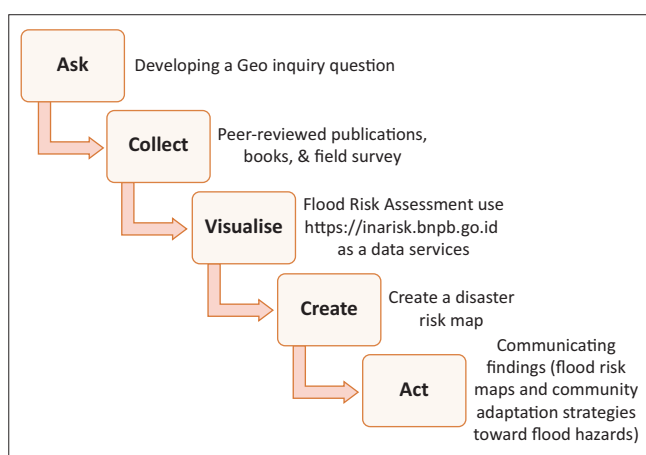 Ask
Developing a Geo inquiry question
Collect
Peer-reviewed publications,
books, & field survey
Visualise
Flood Risk Assessment use
https://inarisk.bnpb.go.id
as a data services
Create
Create a disaster
risk map
Act
Communicating
findings (flood risk
maps and community
adaptation strategies
toward flood hazards)